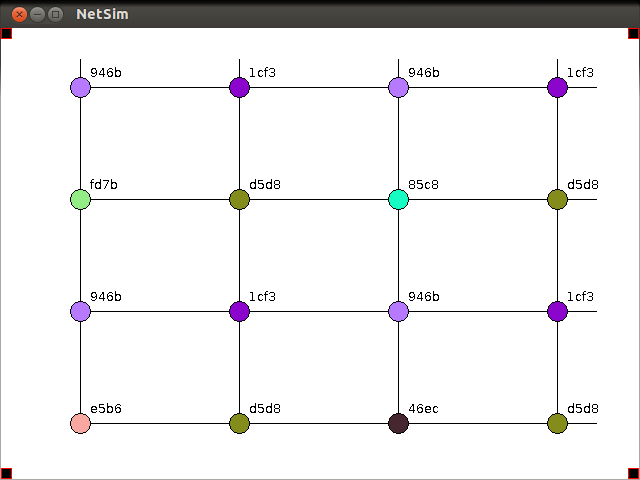 NetSim
946b 1cf3 946b 1cf3
fd7b d5d8 85c8 d5d8
946b 1cf3 946b 1cf3
e5b6 d5d8 46ec d5d8